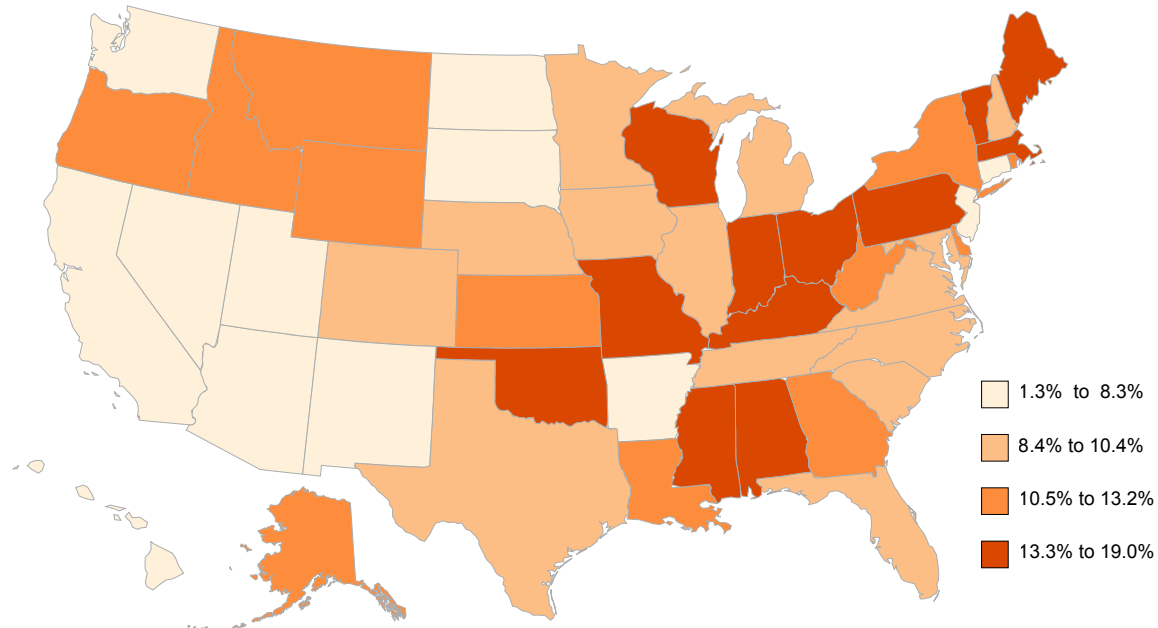 1.3% to 8.3%
8.4% to 10.4%
10.5% to 13.2%
13.3% to 19.0%